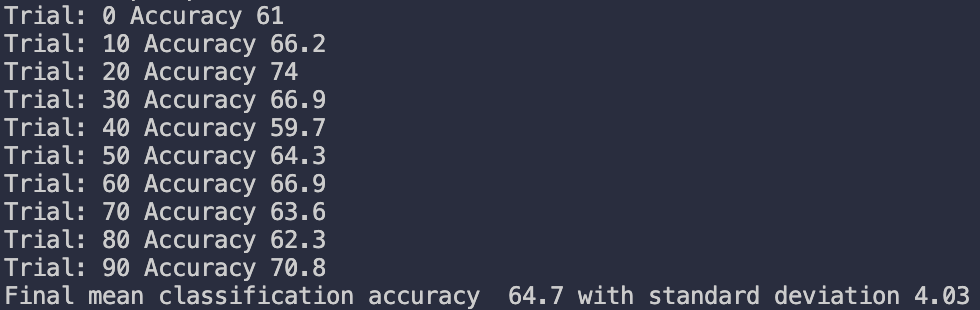 Trial: 0 Accuracy 61
Trial: 10 Accuracy 66.2
Trial: 20 Accuracy 74
Trial: 30 Accuracy 66.9
Trial: 40 Accuracy 59.7
Trial: 50 Accuracy 64.3
Trial: 60 Accuracy 66.9
Trial: 70 Accuracy 63.6
Trial: 80 Accuracy 62.3
Trial: 90 Accuracy 70.8
Final mean classification accuracy  64.7 with standard deviation 4.03